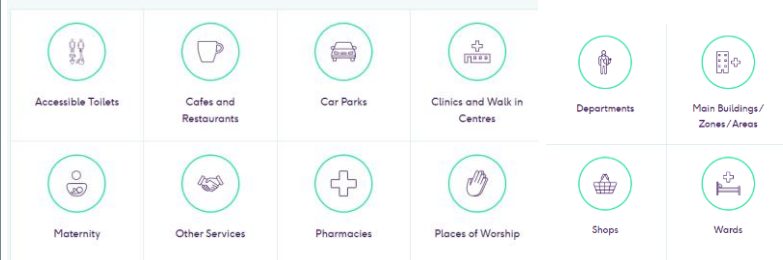 Accessible Toilets
Cafes and
Restaurants
Car Parks
Clinics and Walk in
Centres
Departments
Main Buildings/
Zones/Areas
Maternity
Other Services
Pharmacies
Places of Worship
Shops
Wards